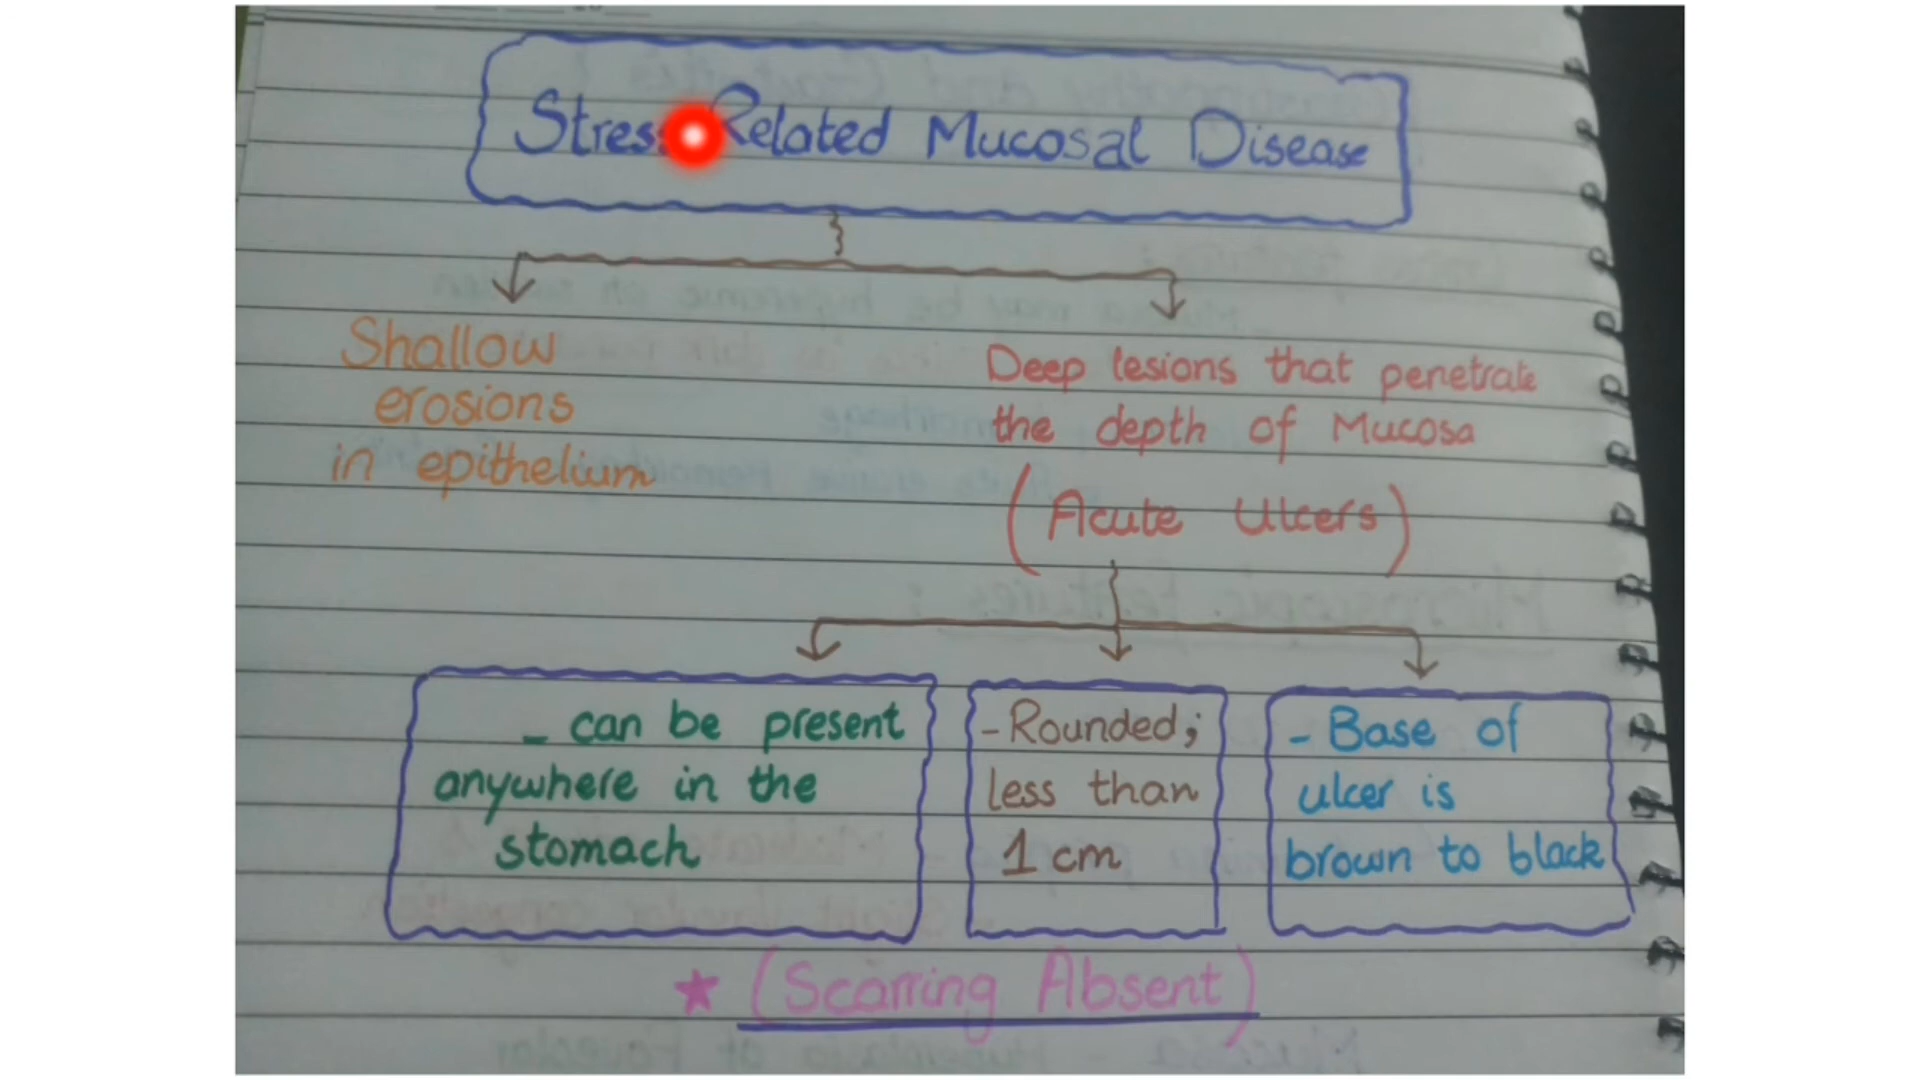 Stress Related Mucosal Disease
Shallow
erosions
in epithelium
Deep lesions that penetrate
the depth of Mucosa
(Acute Ulcers)
- can be present
anywhere in the
stomach
- Rounded;
less than
1 cm
- Base of
ulcer is
brown to black
★ (Scarring Absent)